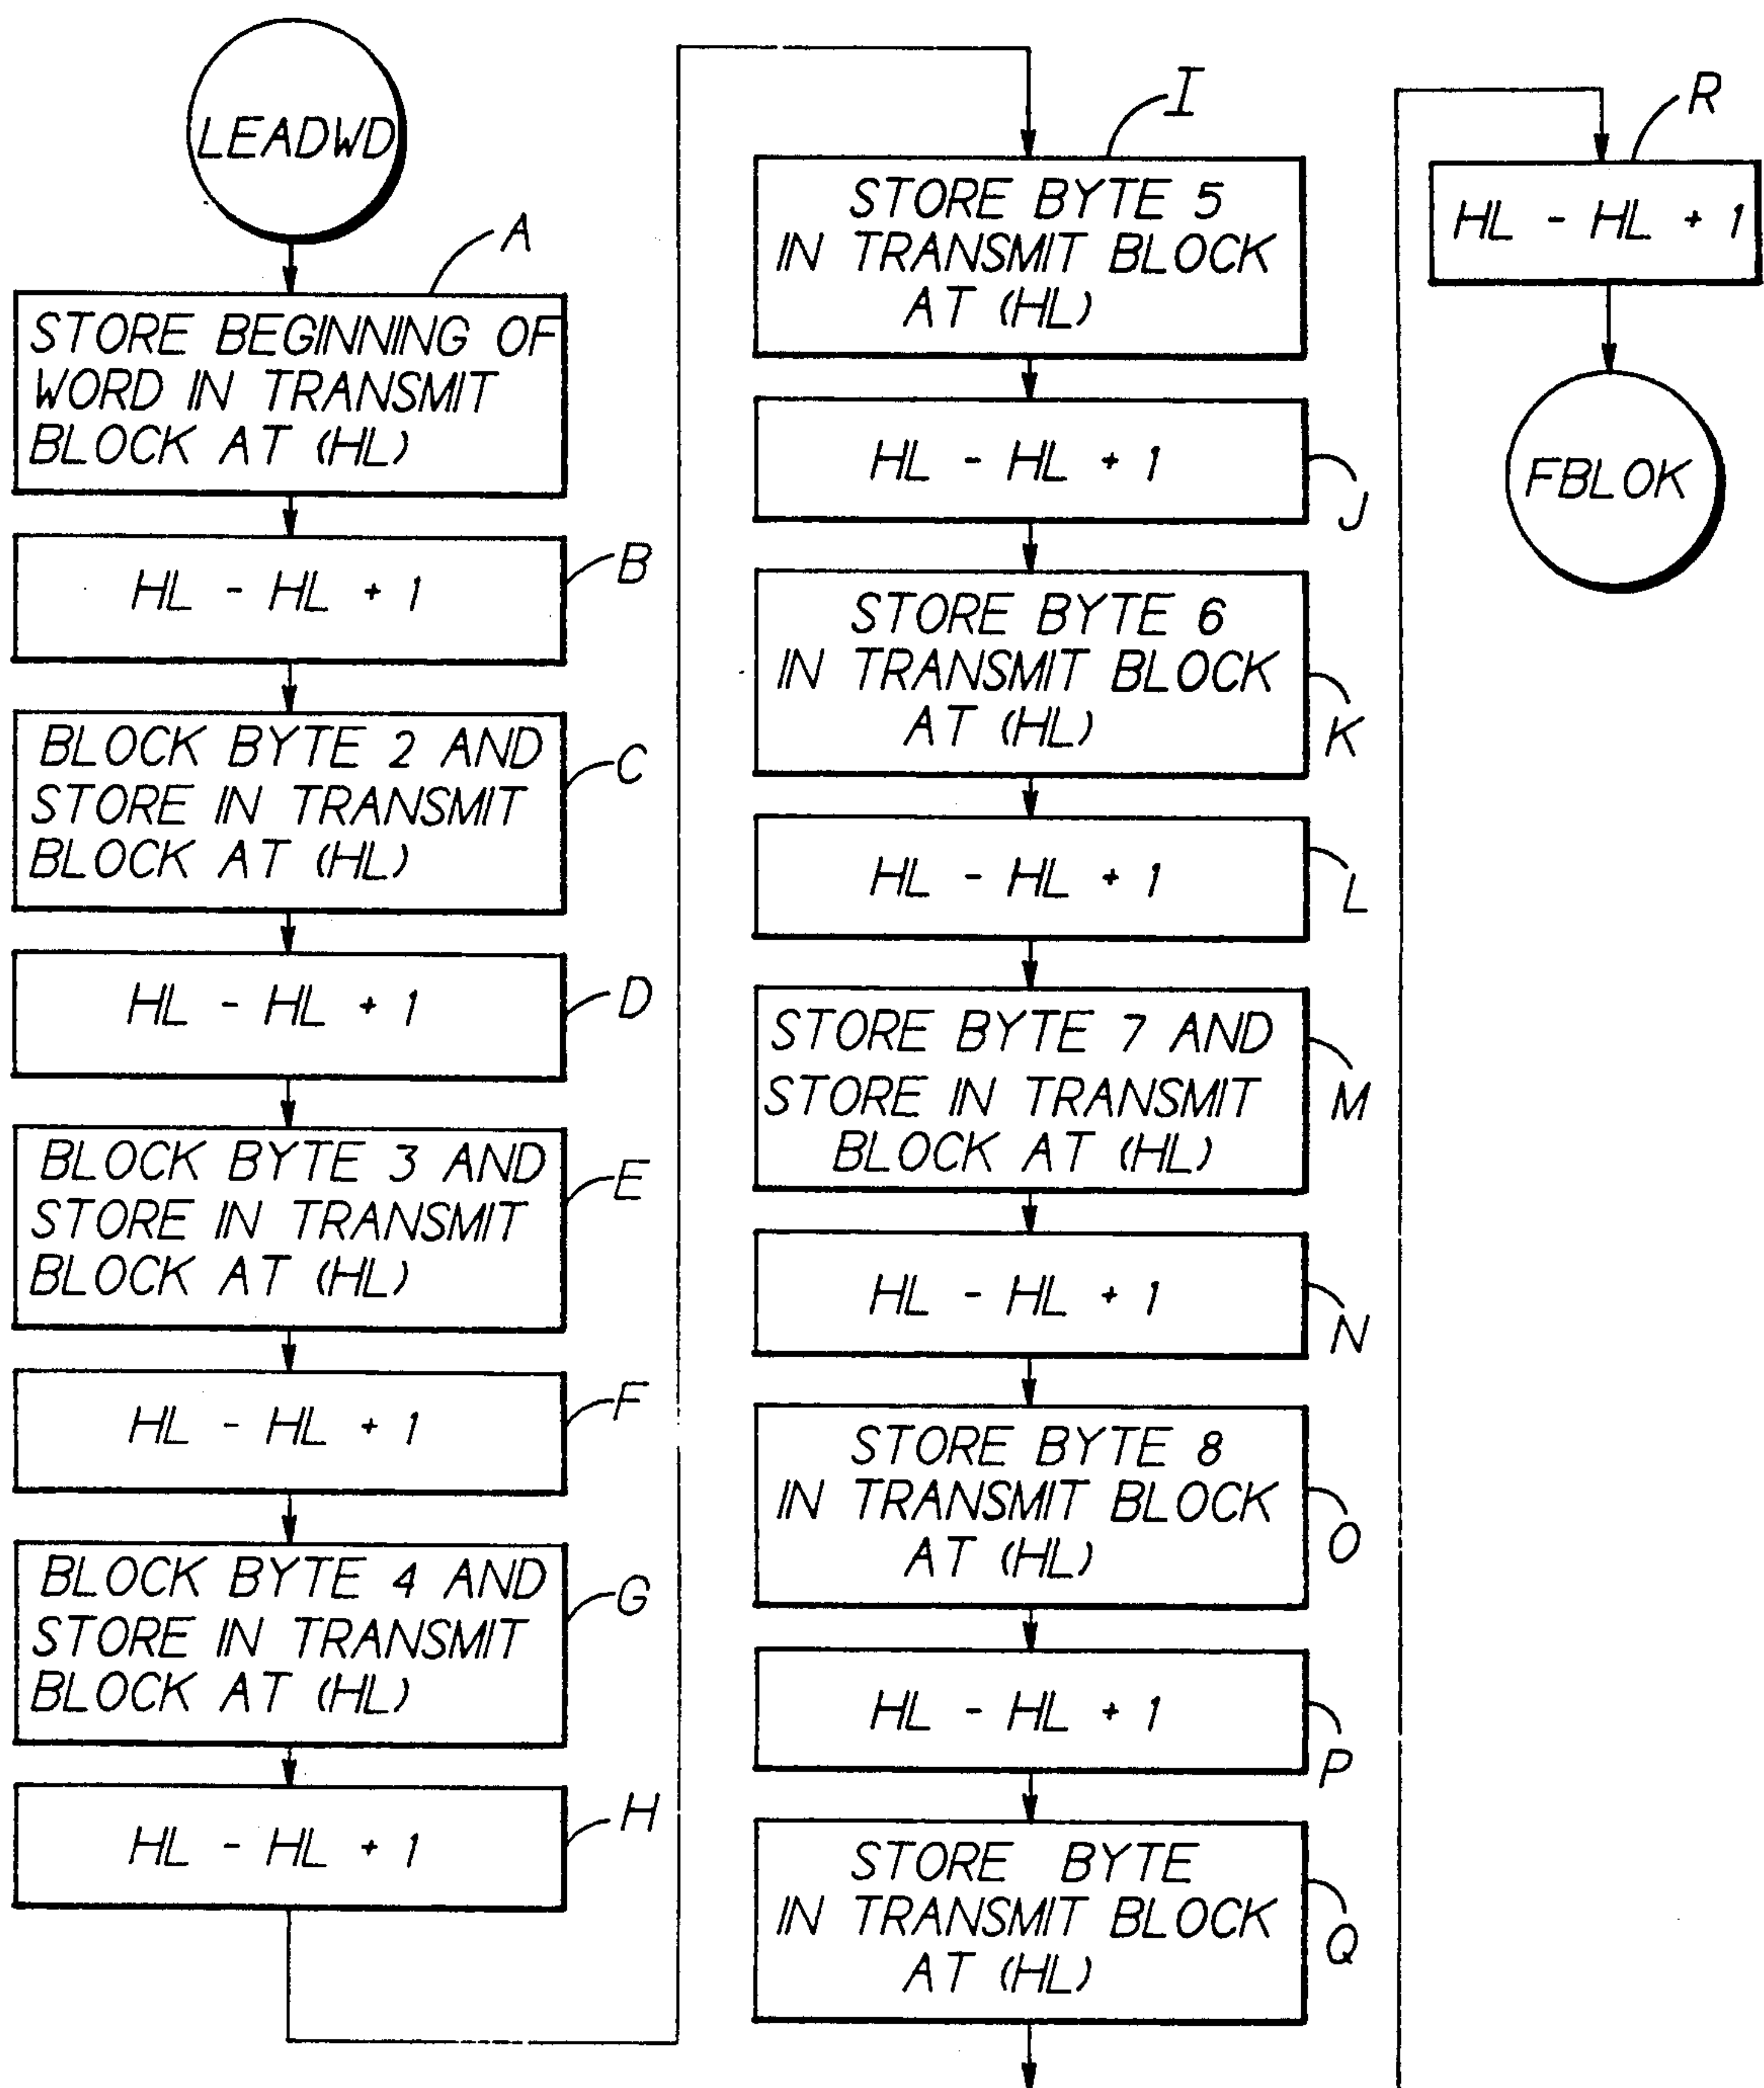 LEADWD
A
STORE BEGINNING OF
WORD IN TRANSMIT
BLOCK AT (HL)
HL - HL + 1
B
BLOCK BYTE 2 AND
STORE IN TRANSMIT
BLOCK AT (HL)
C
HL - HL + 1
D
BLOCK BYTE 3 AND
STORE IN TRANSMIT
BLOCK AT (HL)
E
HL - HL + 1
F
BLOCK BYTE 4 AND
STORE IN TRANSMIT
BLOCK AT (HL)
G
HL - HL + 1
H
I
STORE BYTE 5
IN TRANSMIT BLOCK
AT (HL)
HL - HL + 1
J
STORE BYTE 6
IN TRANSMIT BLOCK
AT (HL)
K
HL - HL + 1
L
STORE BYTE 7 AND
STORE IN TRANSMIT
BLOCK AT (HL)
M
HL - HL + 1
N
STORE BYTE 8
IN TRANSMIT BLOCK
AT (HL)
O
HL - HL + 1
P
STORE BYTE
IN TRANSMIT BLOCK
AT (HL)
Q
R
HL - HL + 1
FBLOK